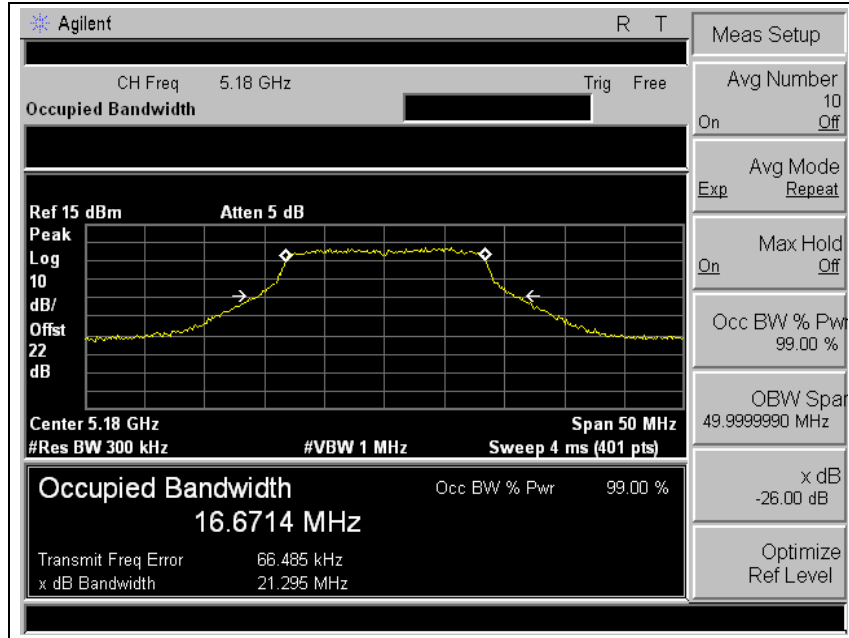 Agilent R T
Meas Setup
CH Freq 5.18 GHz Trig Free
Occupied Bandwidth
Avg Number
10
On Off
Avg Mode
Exp Repeat
Max Hold
On Off
Occ BW % Pwr
99.00 %
OBW Span
49.9999990 MHz
x dB
-26.00 dB
Optimize
Ref Level
Ref 15 dBm Atten 5 dB
Peak
Log
10
dB/
Offst
22
dB
Center 5.18 GHz Span 50 MHz
#Res BW 300 kHz #VBW 1 MHz Sweep 4 ms (401 pts)
Occupied Bandwidth Occ BW % Pwr 99.00 %
16.6714 MHz
Transmit Freq Error 66.485 kHz
x dB Bandwidth 21.295 MHz